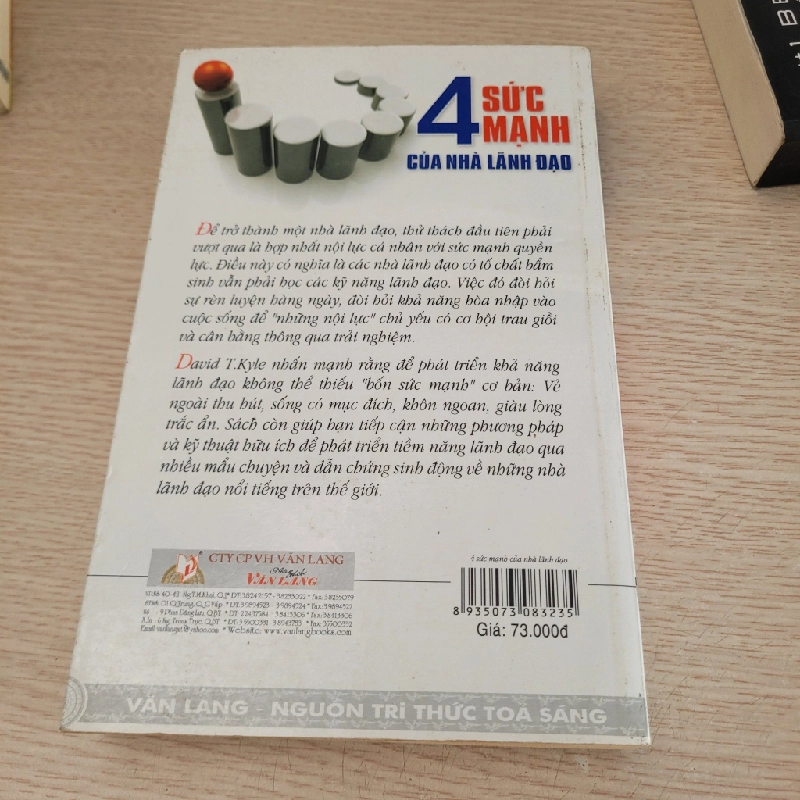 4 SỨC
MẠNH
CỦA NHÀ LÃNH ĐẠO
Để trở thành một nhà lãnh đạo, thử thách đầu tiên phải
vượt qua là hợp nhất nội lực cá nhân với sức mạnh quyền
lực. Điều này có nghĩa là các nhà lãnh đạo có tố chất bẩm
sinh vẫn phải học các kỹ năng lãnh đạo. Việc đó đòi hỏi
sự rèn luyện hàng ngày, đòi hỏi khả năng hòa nhập vào
cuộc sống để "những nội lực" chủ yếu có cơ hội trau giồi
và cân bằng thông qua trải nghiệm.
David T.Kyle nhấn mạnh rằng để phát triển khả năng
lãnh đạo không thể thiếu "bốn sức mạnh" cơ bản: Vẻ
ngoài thu hút, sống có mục đích, khôn ngoan, giàu lòng
trắc ẩn. Sách còn giúp bạn tiếp cận những phương pháp
và kỹ thuật hữu ích để phát triển tiềm năng lãnh đạo qua
nhiều mẩu chuyện và dẫn chứng sinh động về những nhà
lãnh đạo nổi tiếng trên thế giới.
CTY CP VH VĂN LANG
VĂN LANG
* Website: www.vanlangbooks.com
4 sức mạnh của nhà lãnh đạo
8 935073 083235
Giá: 73.000đ
VĂN LANG - NGUỒN TRI THỨC TOẢ SÁNG